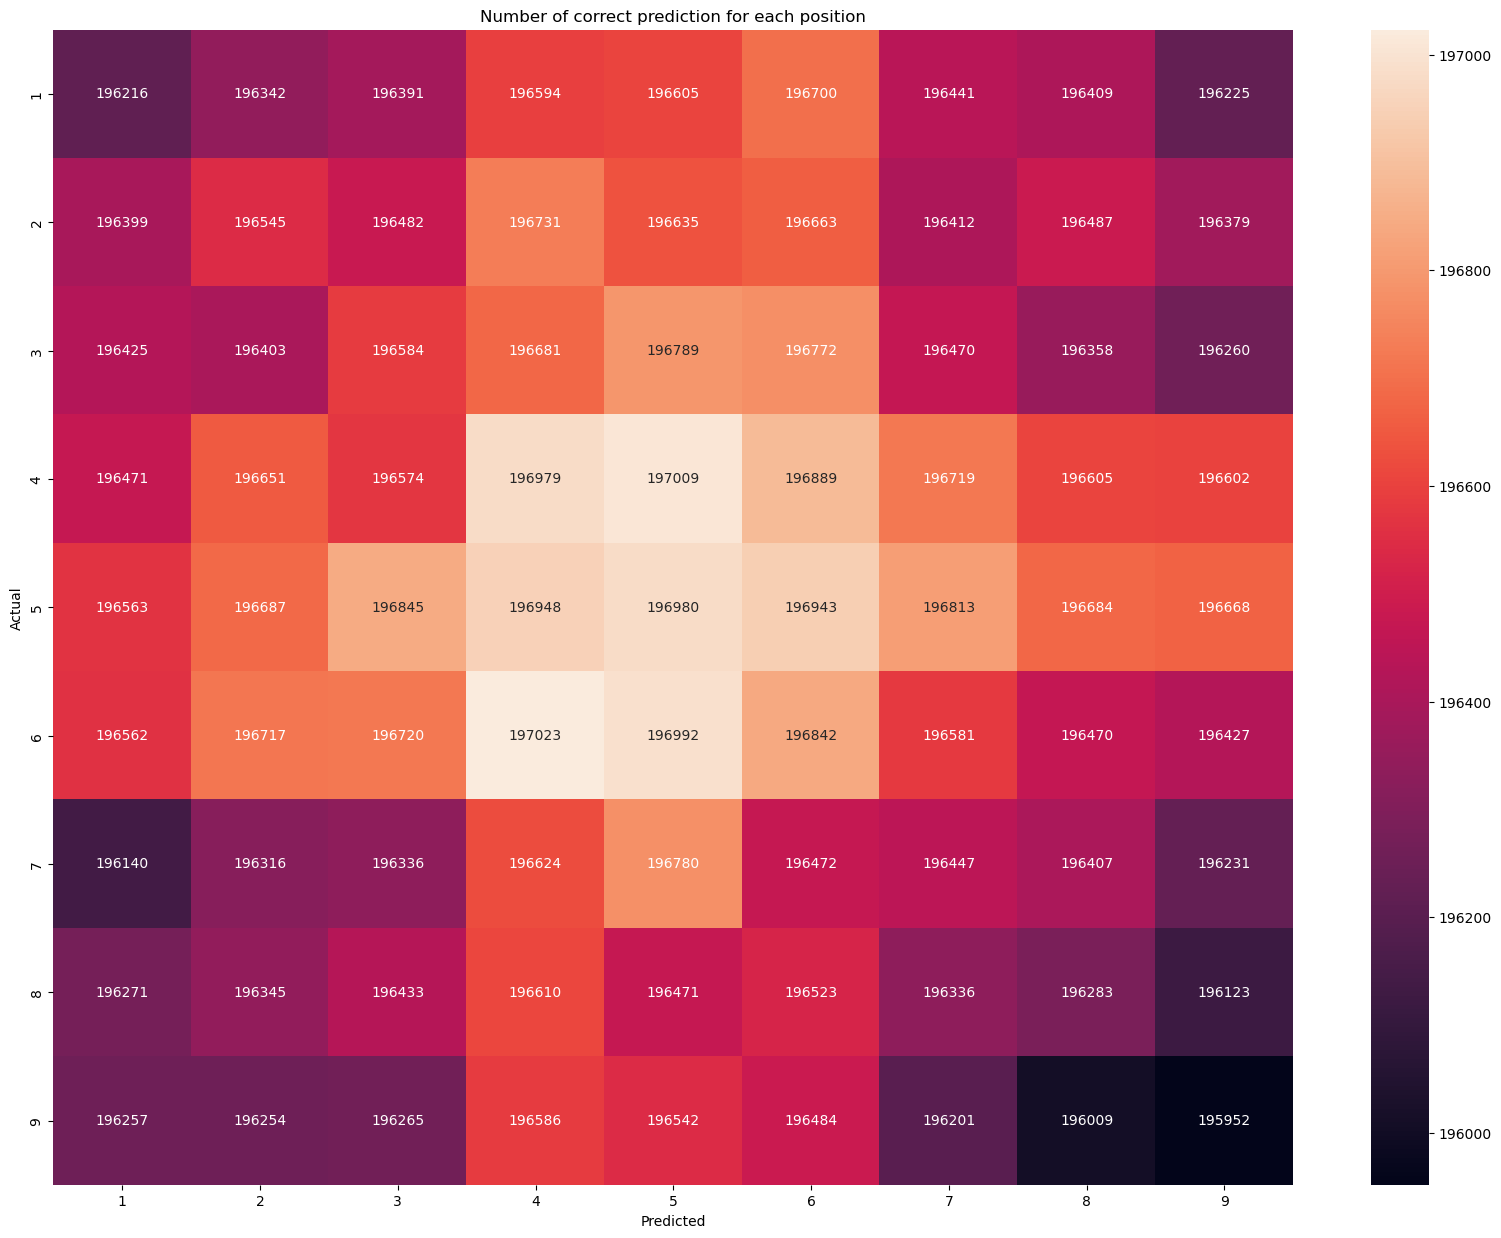 Number of correct prediction for each position
1 196216 196342 196391 196594 196605 196700 196441 196409 196225
2 196399 196545 196482 196731 196635 196663 196412 196487 196379
3 196425 196403 196584 196681 196789 196772 196470 196358 196260
4 196471 196651 196574 196979 197009 196889 196719 196605 196602
5 196563 196687 196845 196948 196980 196943 196813 196684 196668
6 196562 196717 196720 197023 196992 196842 196581 196470 196427
7 196140 196316 196336 196624 196780 196472 196447 196407 196231
8 196271 196345 196433 196610 196471 196523 196336 196283 196123
9 196257 196254 196265 196586 196542 196484 196201 196009 195952
1 2 3 4 5 6 7 8 9
Predicted
Actual
197000
196800
196600
196400
196200
196000